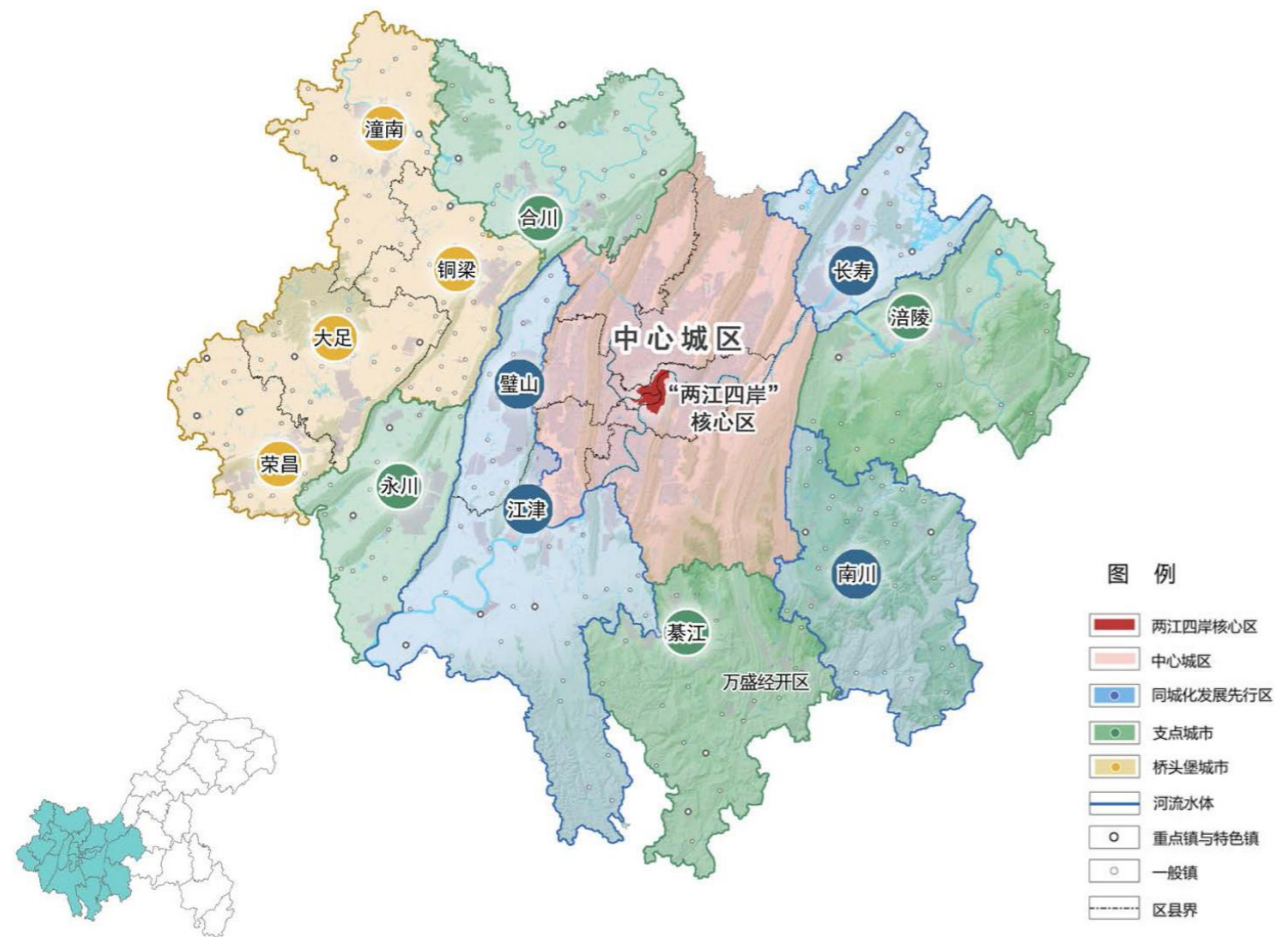 潼南
合川
铜梁
长寿
涪陵
大足
中心城区
璧山
“两江四岸”
核心区
荣昌
永川
江津
南川
綦江
万盛经开区
图 例
两江四岸核心区
中心城区
同城化发展先行区
支点城市
桥头堡城市
河流水体
重点镇与特色镇
一般镇
区县界